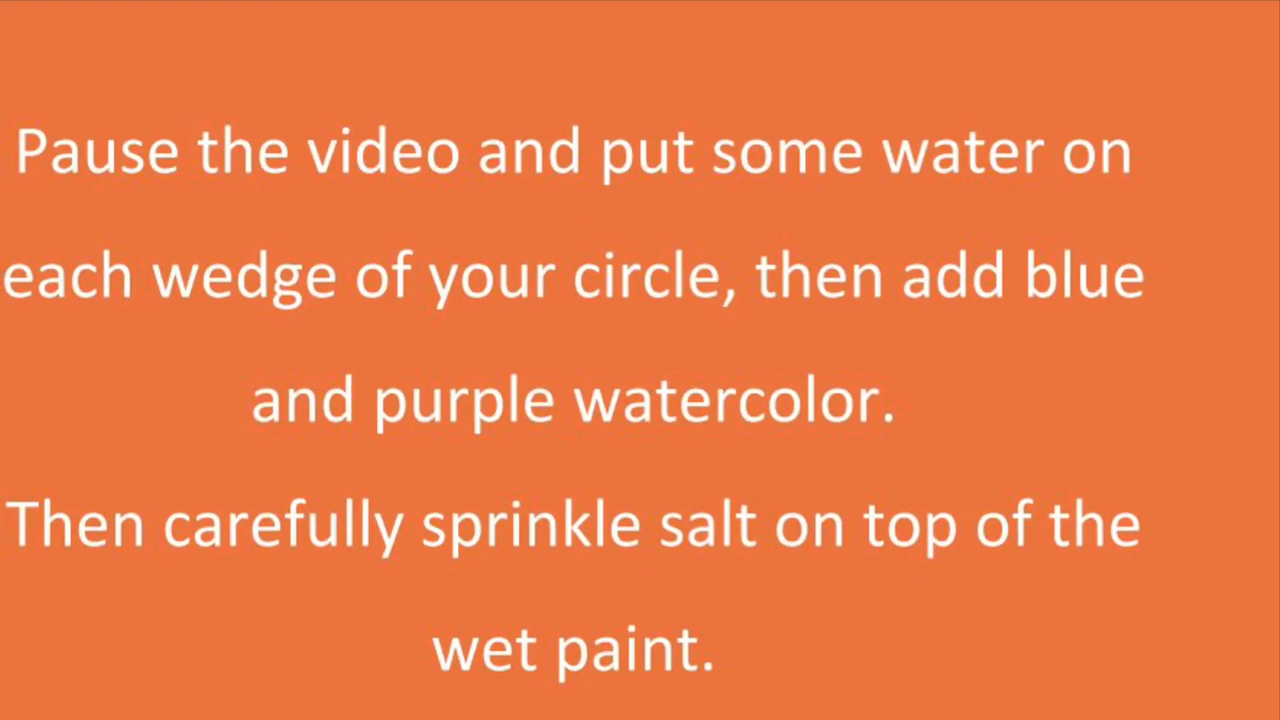 Pause the video and put some water on
each wedge of your circle, then add blue
and purple watercolor.
Then carefully sprinkle salt on top of the
wet paint.